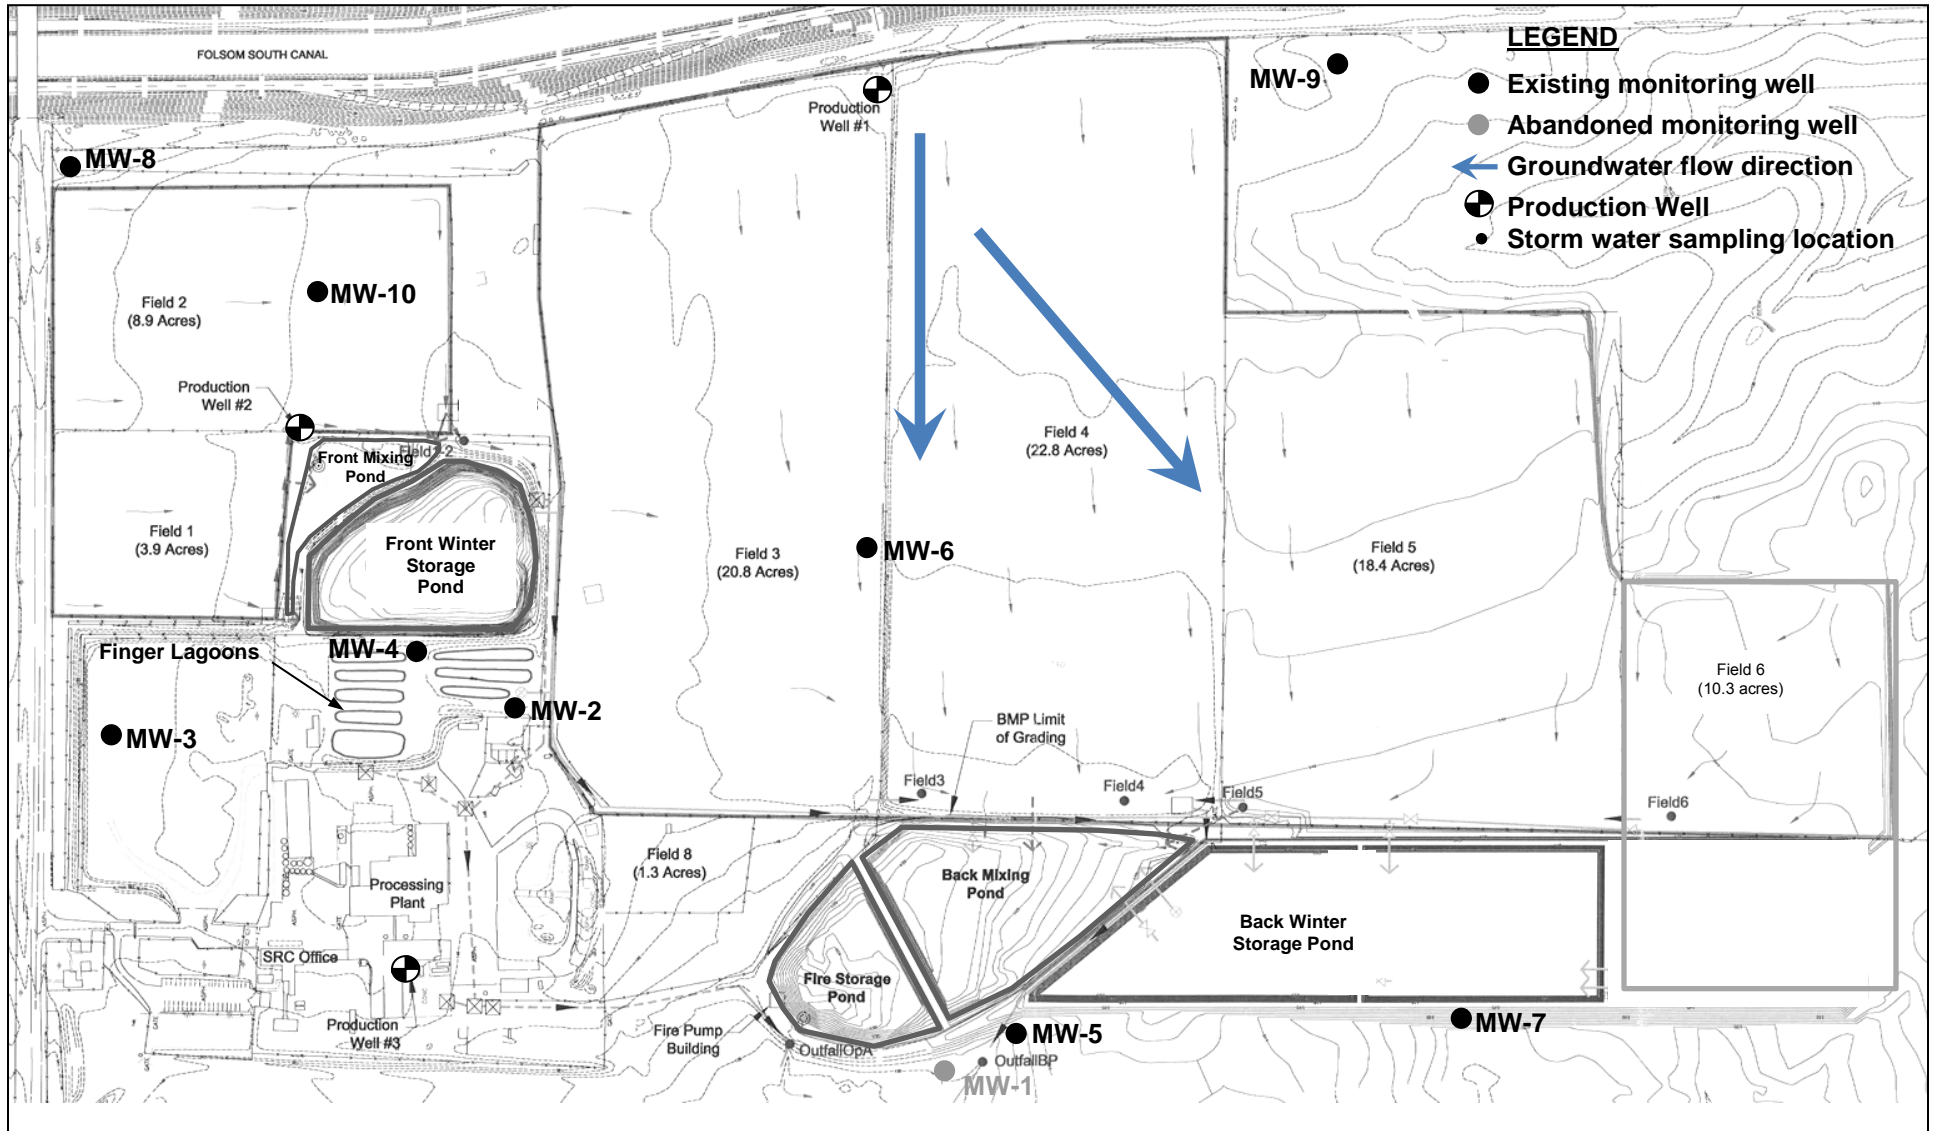 FOLSOM SOUTH CANAL
LEGEND
Existing monitoring well
Abandoned monitoring well
Groundwater flow direction
Production Well
Storm water sampling location
MW-9
Production
Well #1
MW-8
MW-10
Field 2
(8.9 Acres)
Production
Well #2
Front Mixing
Pond
Field1-2
Field 1
(3.9 Acres)
Front Winter
Storage
Pond
Field 4
(22.8 Acres)
MW-6
Field 3
(20.8 Acres)
Field 5
(18.4 Acres)
Finger Lagoons
MW-4
MW-2
MW-3
Field 6
(10.3 acres)
BMP Limit
of Grading
Field3
Field4
Field5
Field6
Field 8
(1.3 Acres)
Processing
Plant
Back Mixing
Pond
Back Winter
Storage Pond
SRC Office
Fire Storage
Pond
Production
Well #3
Fire Pump
Building
OutfallOpA
MW-5
MW-7
OutfallBP
MW-1
GATE
GATE
GATE